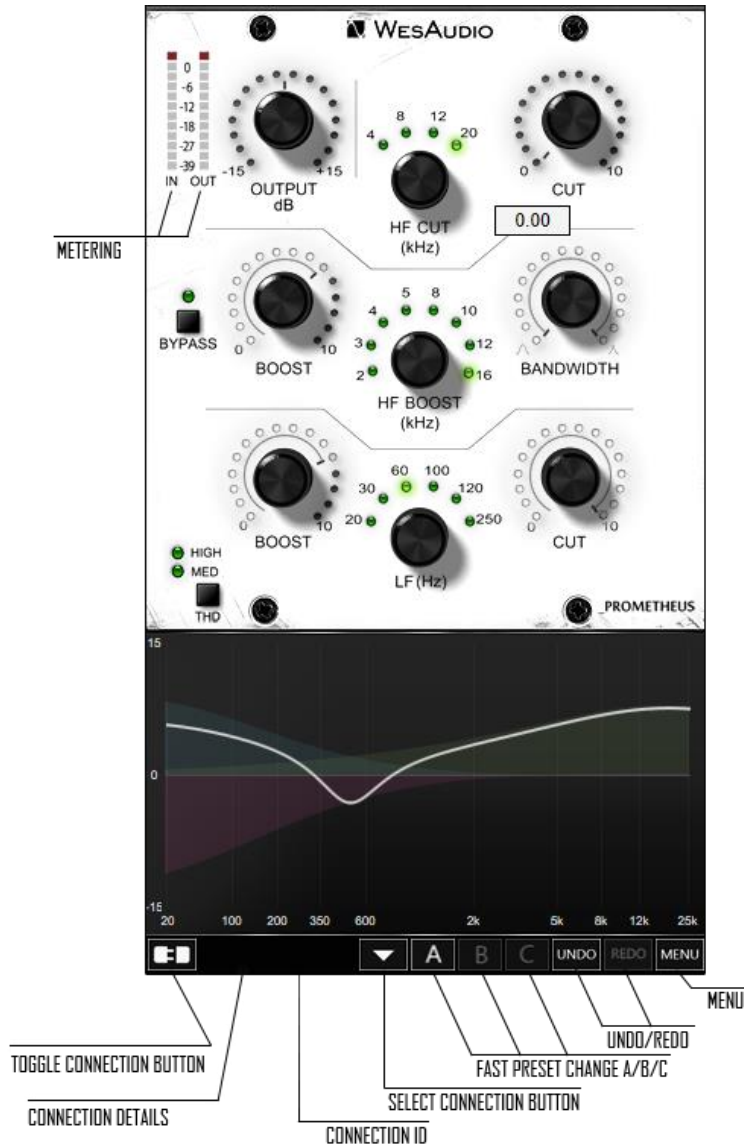 WESAUDIO
0
-6
-12
-18
-27
-39
IN OUT
-15 +15
OUTPUT
dB
4 8 12 20
HF CUT
(kHz)
0 10
CUT
0.00
METERING
BYPASS
0 10
BOOST
2 3 4 5 8 10 12 16
HF BOOST
(kHz)
BANDWIDTH
0 10
BOOST
20 30 60 100 120 250
LF (Hz)
0 10
CUT
HIGH
MED
THD
_PROMETHEUS
15
0
-15
20 100 200 350 600 2k 5k 8k 12k 25k
A B C UNDO REDO MENU
MENU
UNDO/REDO
TOGGLE CONNECTION BUTTON
FAST PRESET CHANGE A/B/C
SELECT CONNECTION BUTTON
CONNECTION DETAILS
CONNECTION ID